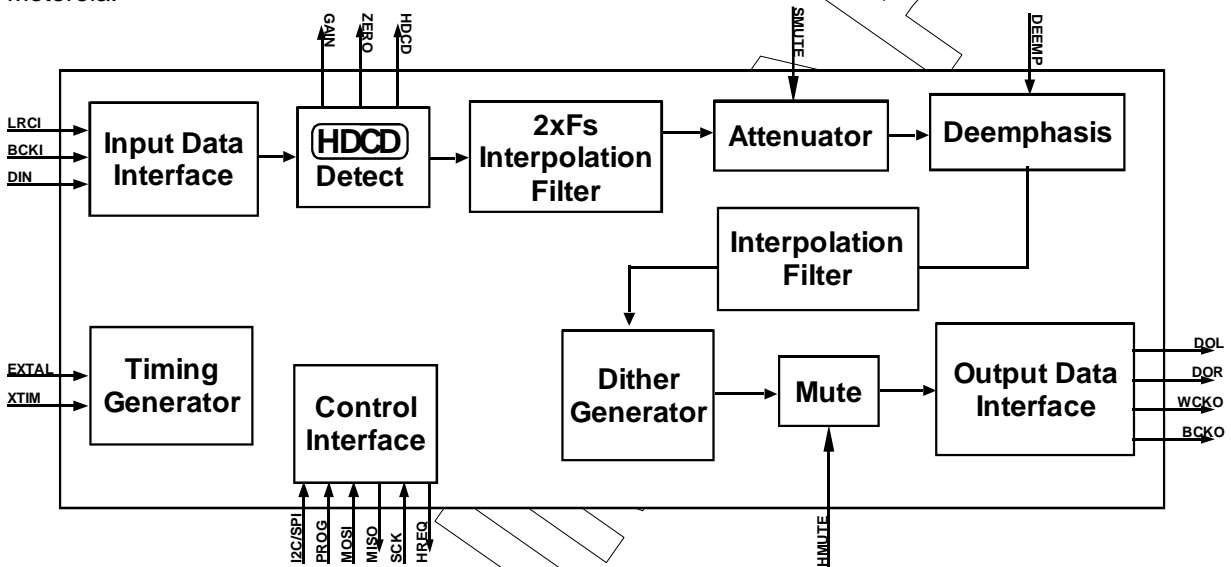 GAIN
ZERO
HDCD
SMUTE
DEEMP
LRCI
BCKI
DIN
Input Data
Interface
HDCD
Detect
2xFs
Interpolation
Filter
Attenuator
Deemphasis
Interpolation
Filter
EXTAL
XTIM
Timing
Generator
Control
Interface
Dither
Generator
Mute
Output Data
Interface
DOL
DOR
WCKO
BCKO
I2C/SPI
PROG
MOSI
MISO
SCK
HREQ
HMUTE